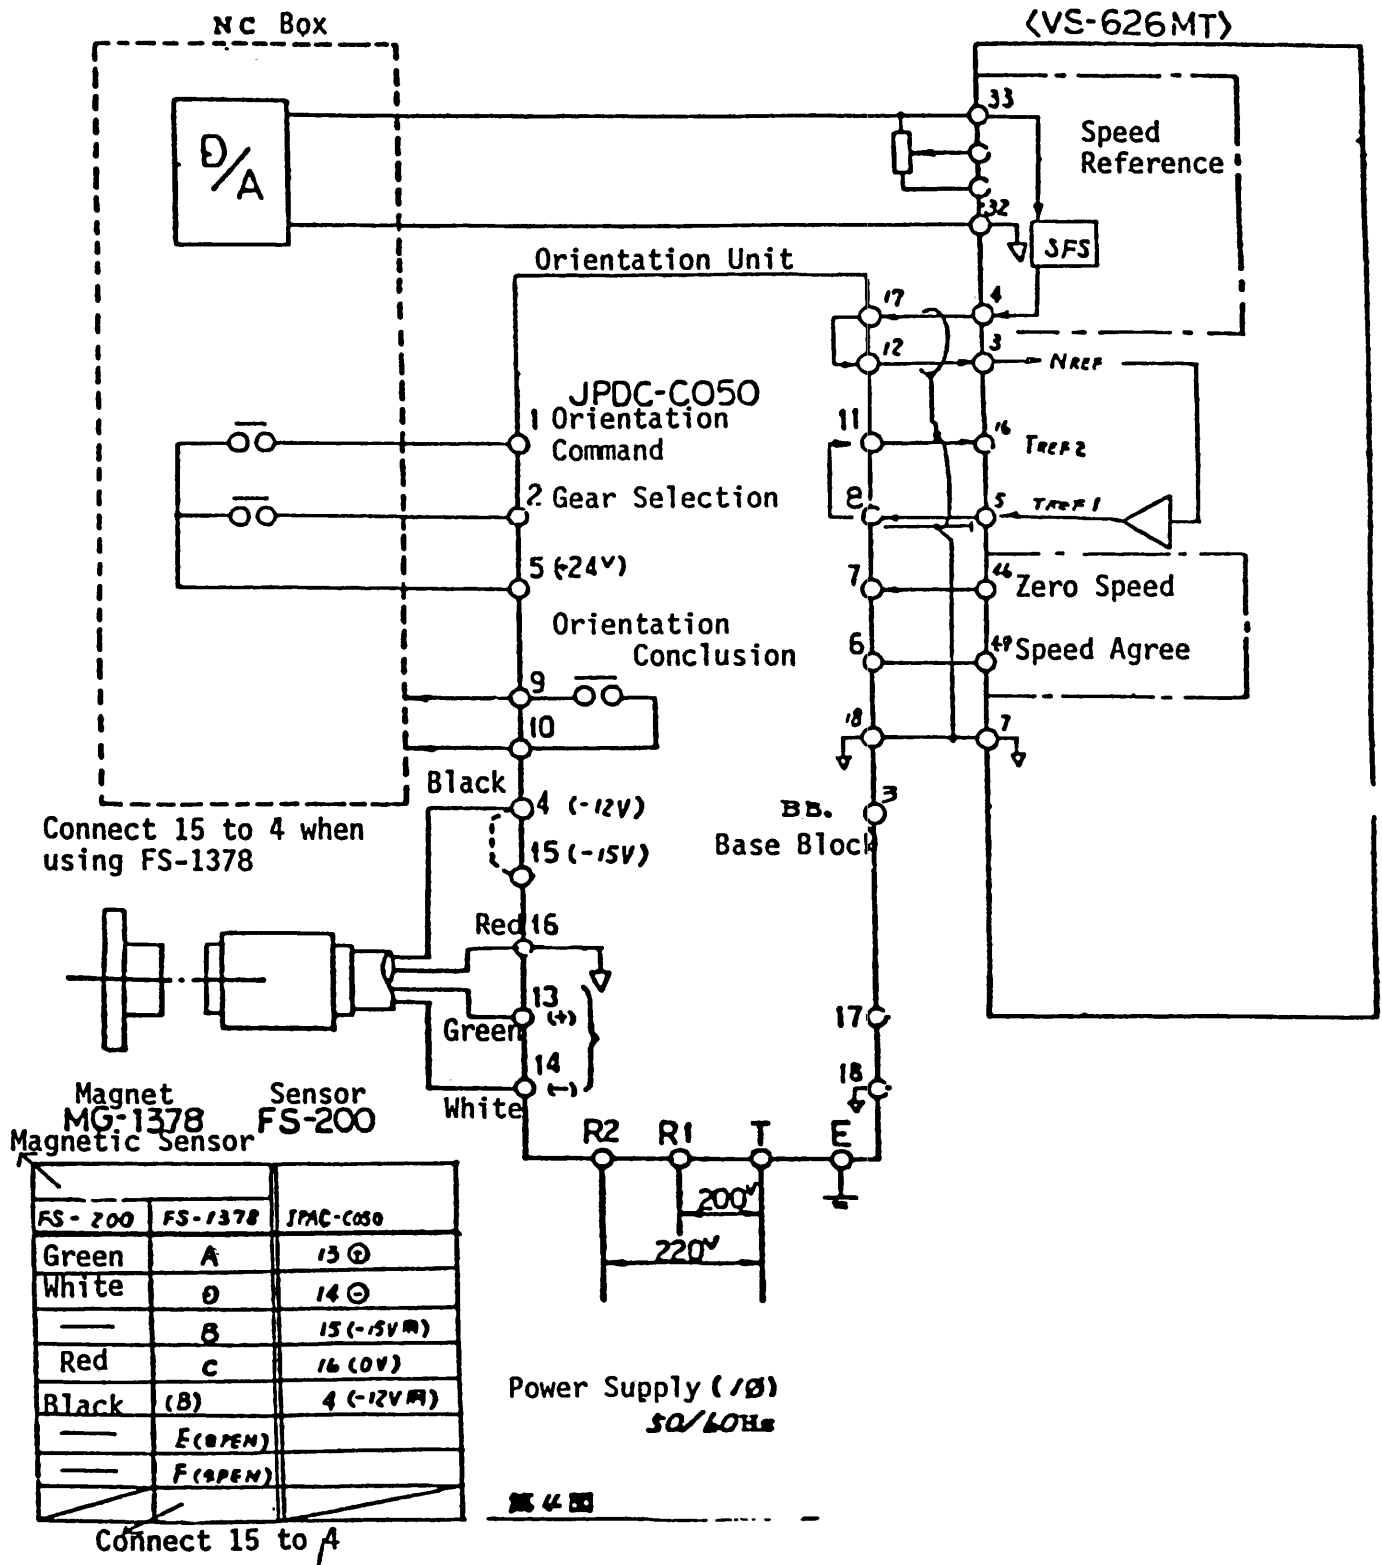 NC Box
〈VS-626MT〉
D/A
33
Speed
Reference
32
SFS
Orientation Unit
17
4
12
3
NREF
JPDC-C050
1 Orientation
Command
11
16
TREF2
2 Gear Selection
8
5
TREF1
5 (+24V)
7
46
Zero Speed
Orientation
Conclusion
6
49
Speed Agree
9
10
18
7
Black
4 (-12V)
BB.
3
Base Block
Connect 15 to 4 when
using FS-1378
15 (-15V)
Red 16
13
(+)
Green
17
14
(-)
White
18
Magnet
MG-1378
Sensor
FS-200
R2 R1 T E
200V
220V
Magnetic Sensor
FS-200 FS-1378 JPAC-C050
Green A 13 ⊕
White D 14 ⊖
— B 15 (-15V)
Red C 16 (0V)
Black (B) 4 (-12V)
— E (OPEN)
— F (OPEN)
Connect 15 to 4
Power Supply (1Ø)
50/60Hz